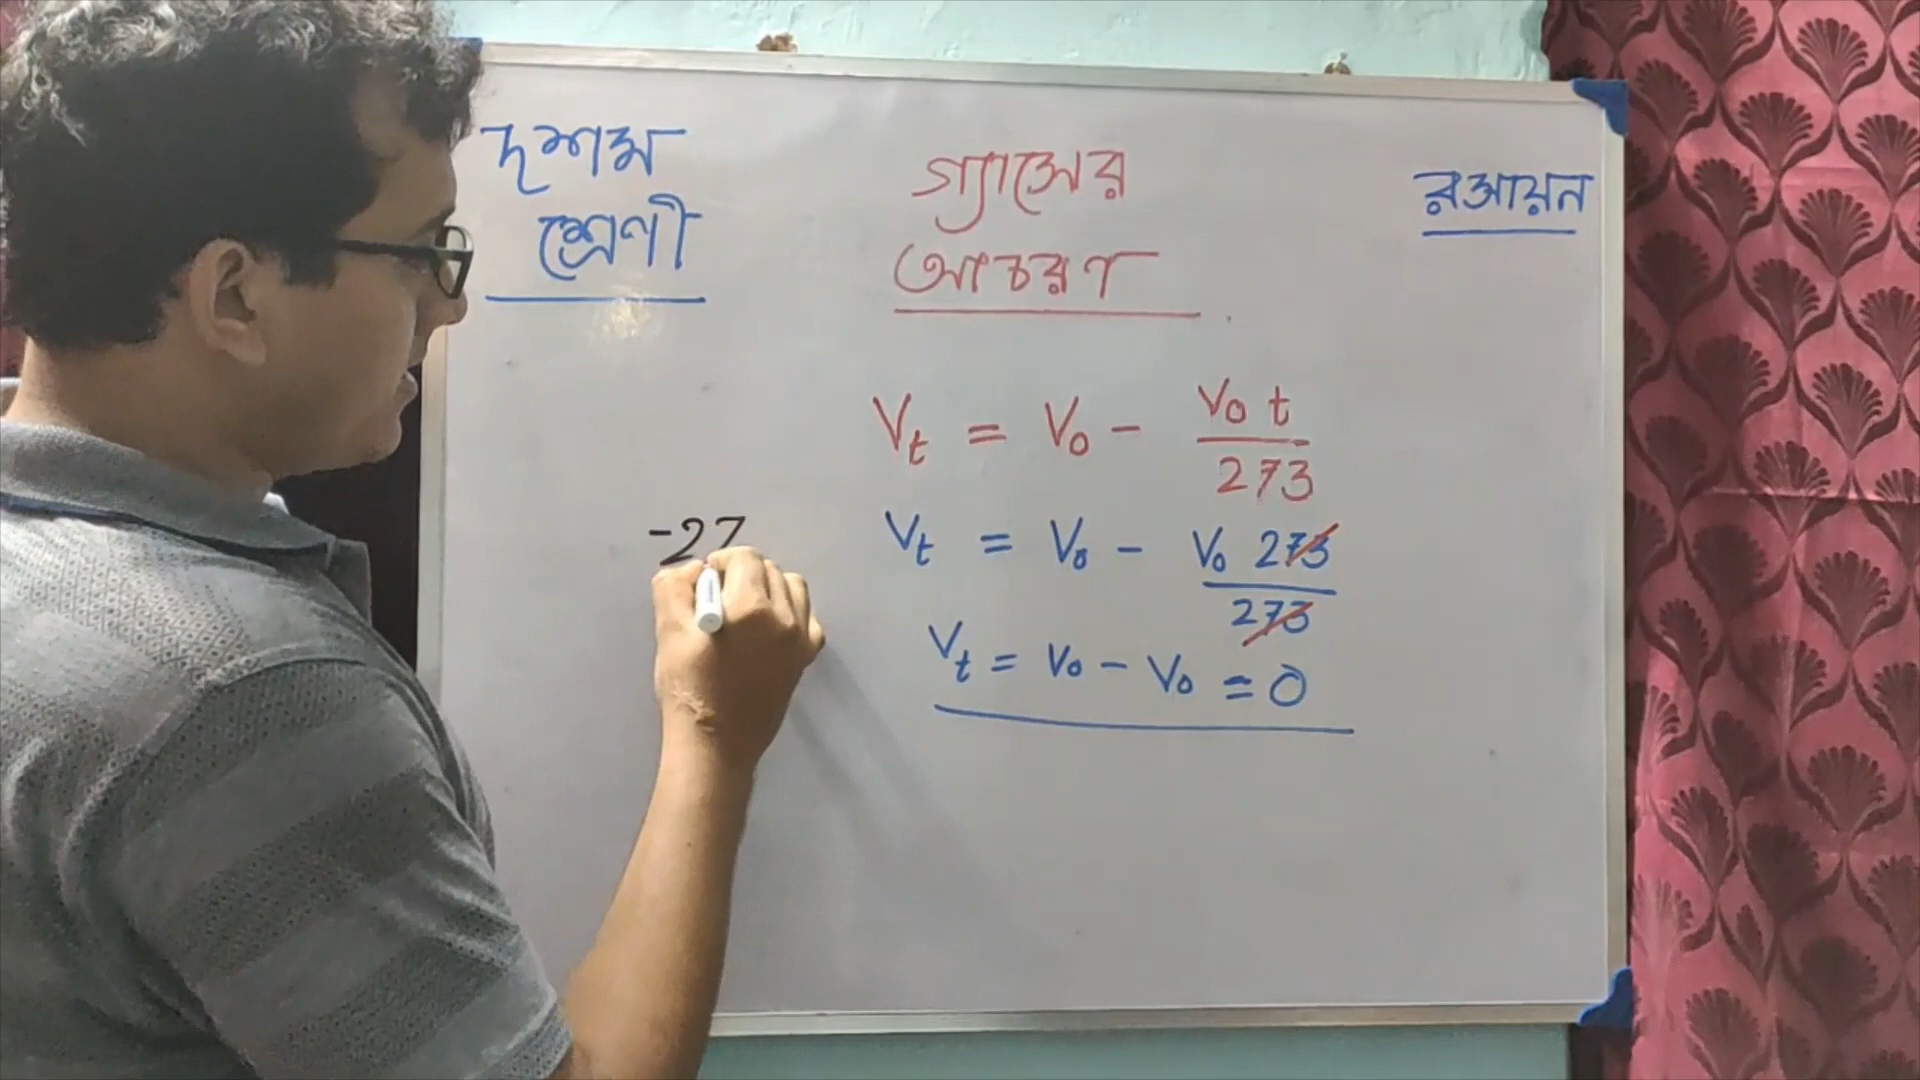 দশম
শ্রেণী
গ্যাসের
আচরণ
রসায়ন
Vt = V0 - V0 t / 273
Vt = V0 - V0 273 / 273
Vt = V0 - V0 = 0
-27